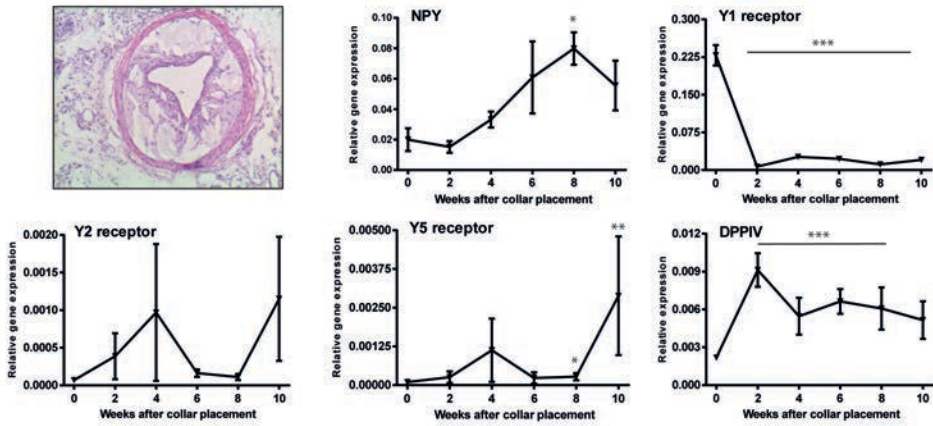 NPY
*
Relative gene expression
0.10
0.08
0.06
0.04
0.02
0.00
0 2 4 6 8 10
Weeks after collar placement
Y1 receptor
***
Relative gene expression
0.300
0.225
0.150
0.075
0.000
0 2 4 6 8 10
Weeks after collar placement
Y2 receptor
Relative gene expression
0.0020
0.0015
0.0010
0.0005
0.0000
0 2 4 6 8 10
Weeks after collar placement
Y5 receptor
**
*
Relative gene expression
0.00500
0.00375
0.00250
0.00125
0.00000
0 2 4 6 8 10
Weeks after collar placement
DPPIV
***
Relative expression
0.012
0.009
0.006
0.003
0.000
0 2 4 6 8 10
Weeks after collar placement